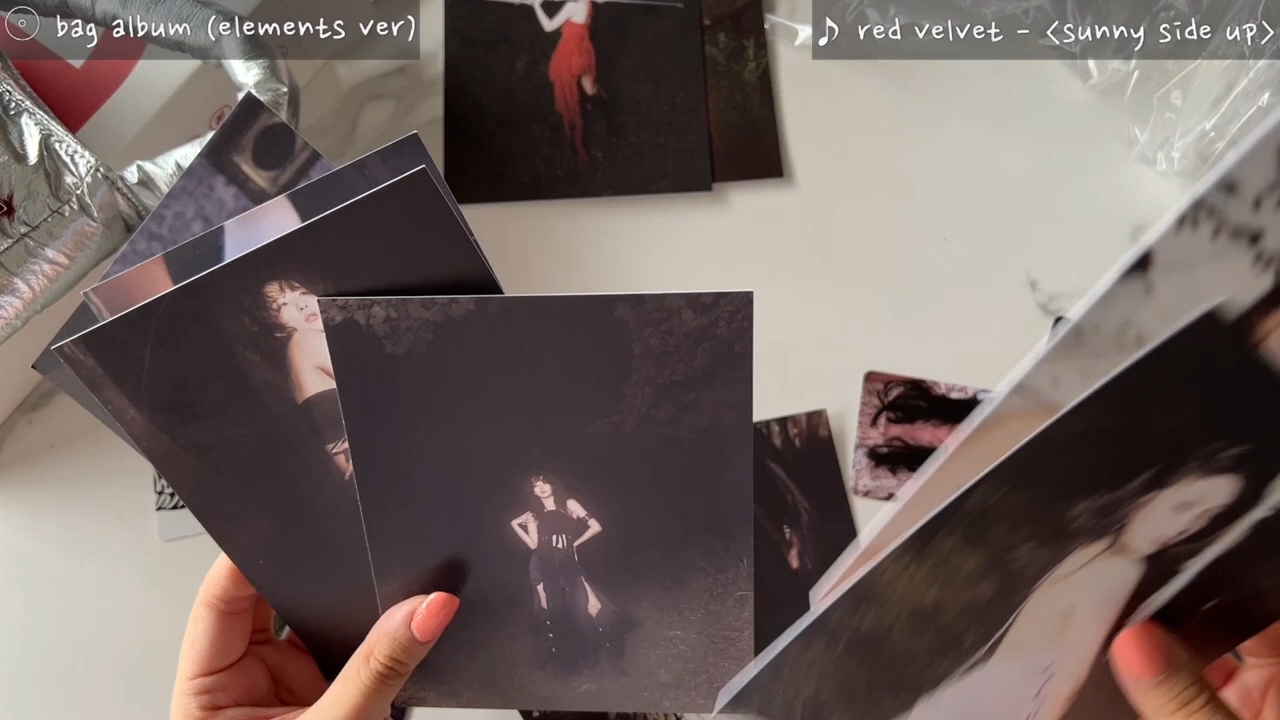 bag album (elements ver)
♪ red velvet - <sunny side up>